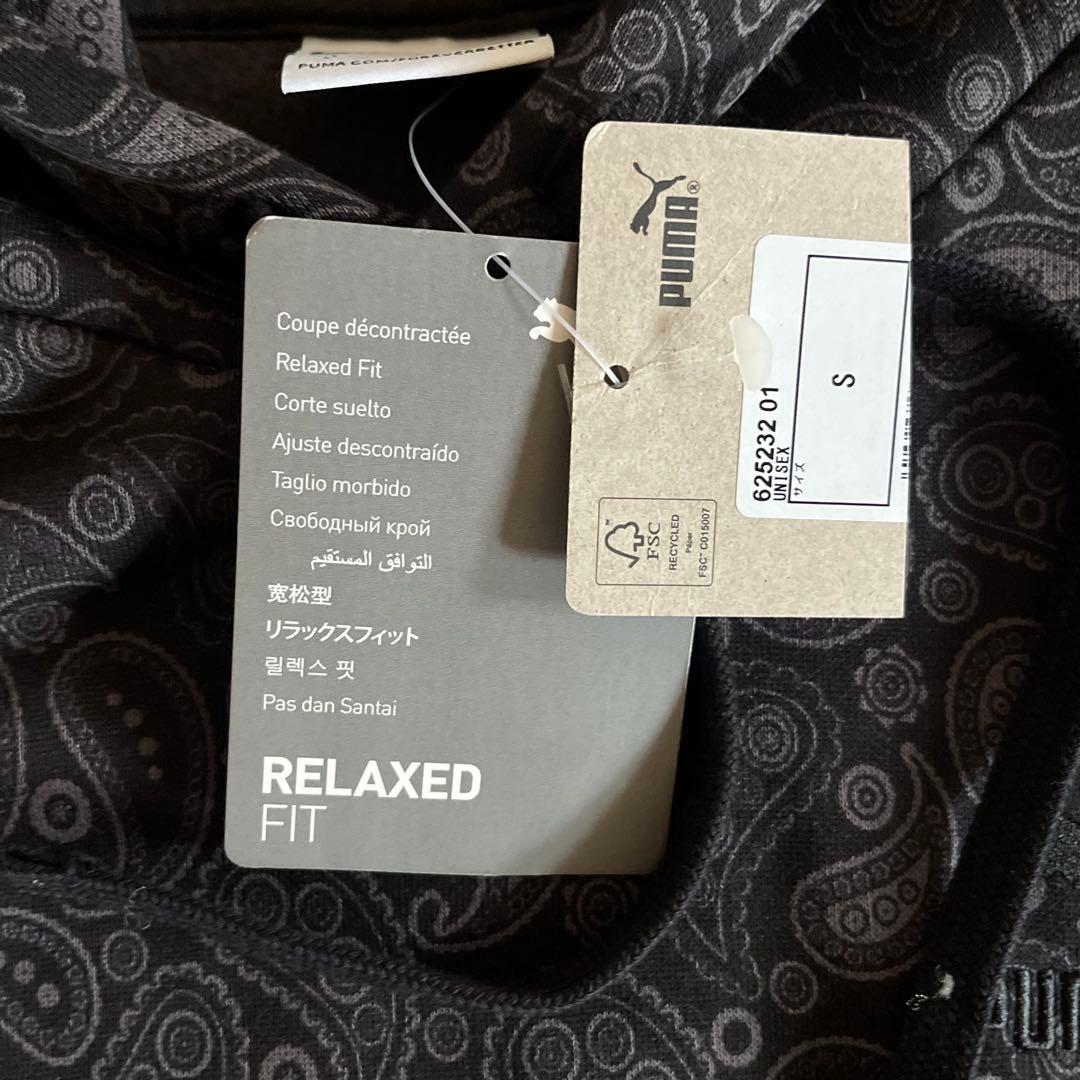 PUMA.COM/FOREVERBETTER
Coupe décontractée
Relaxed Fit
Corte suelto
Ajuste descontraído
Taglio morbido
Свободный крой
التوافق المستقيم
宽松型
リラックスフィット
릴렉스 핏
Pas dan Santai
RELAXED
FIT
PUMA®
625232 01
UNISEX
サイズ
S
FSC™
RECYCLED
Paper
FSC™ C015007